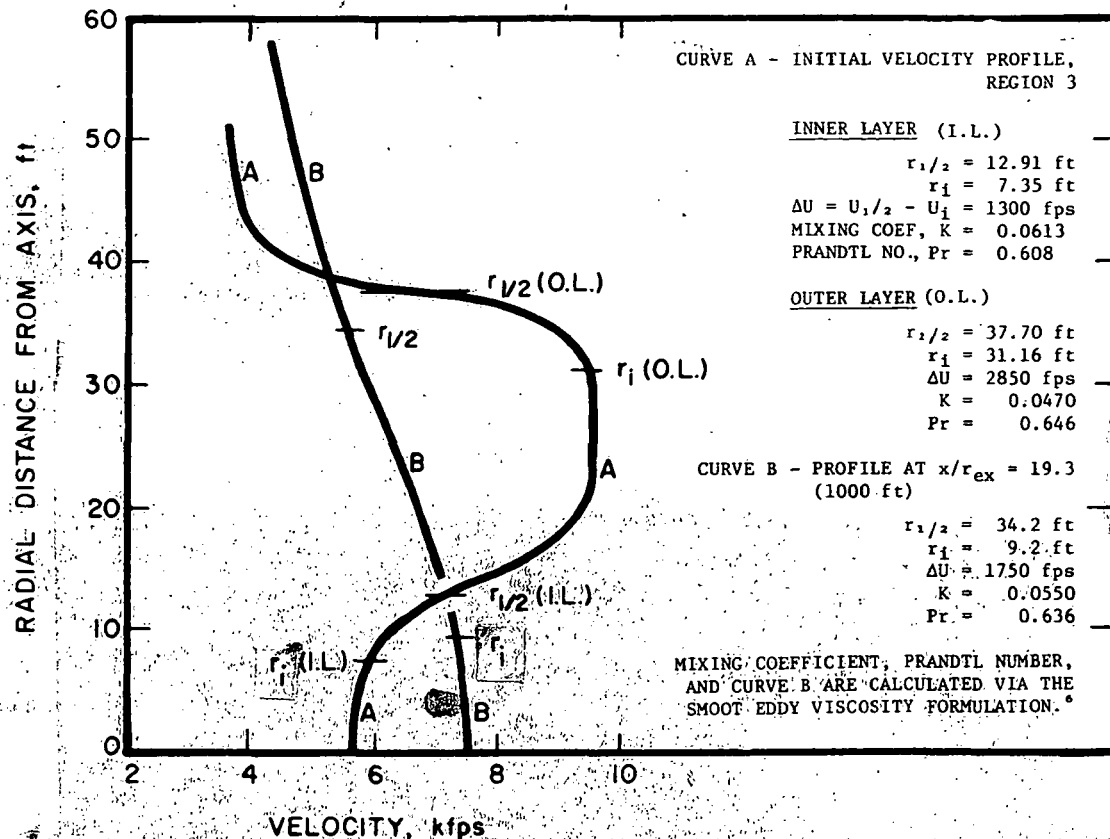 60
50
40
30
20
10
0
2
4
6
8
10
RADIAL DISTANCE FROM AXIS, ft
VELOCITY, kfps
A
B
r1/2 (O.L.)
r1/2
ri (O.L.)
B
A
r1/2 (I.L.)
ri (I.L.)
ri
A
B
CURVE A - INITIAL VELOCITY PROFILE,
REGION 3
INNER LAYER (I.L.)
r1/2 = 12.91 ft
ri = 7.35 ft
ΔU = U1/2 - Ui = 1300 fps
MIXING COEF, K = 0.0613
PRANDTL NO., Pr = 0.608
OUTER LAYER (O.L.)
r1/2 = 37.70 ft
ri = 31.16 ft
ΔU = 2850 fps
K = 0.0470
Pr = 0.646
CURVE B - PROFILE AT x/rex = 19.3
(1000 ft)
r1/2 = 34.2 ft
ri = 9.2 ft
ΔU = 1750 fps
K = 0.0550
Pr = 0.636
MIXING COEFFICIENT, PRANDTL NUMBER,
AND CURVE B ARE CALCULATED VIA THE
SMOOT EDDY VISCOSITY FORMULATION.6